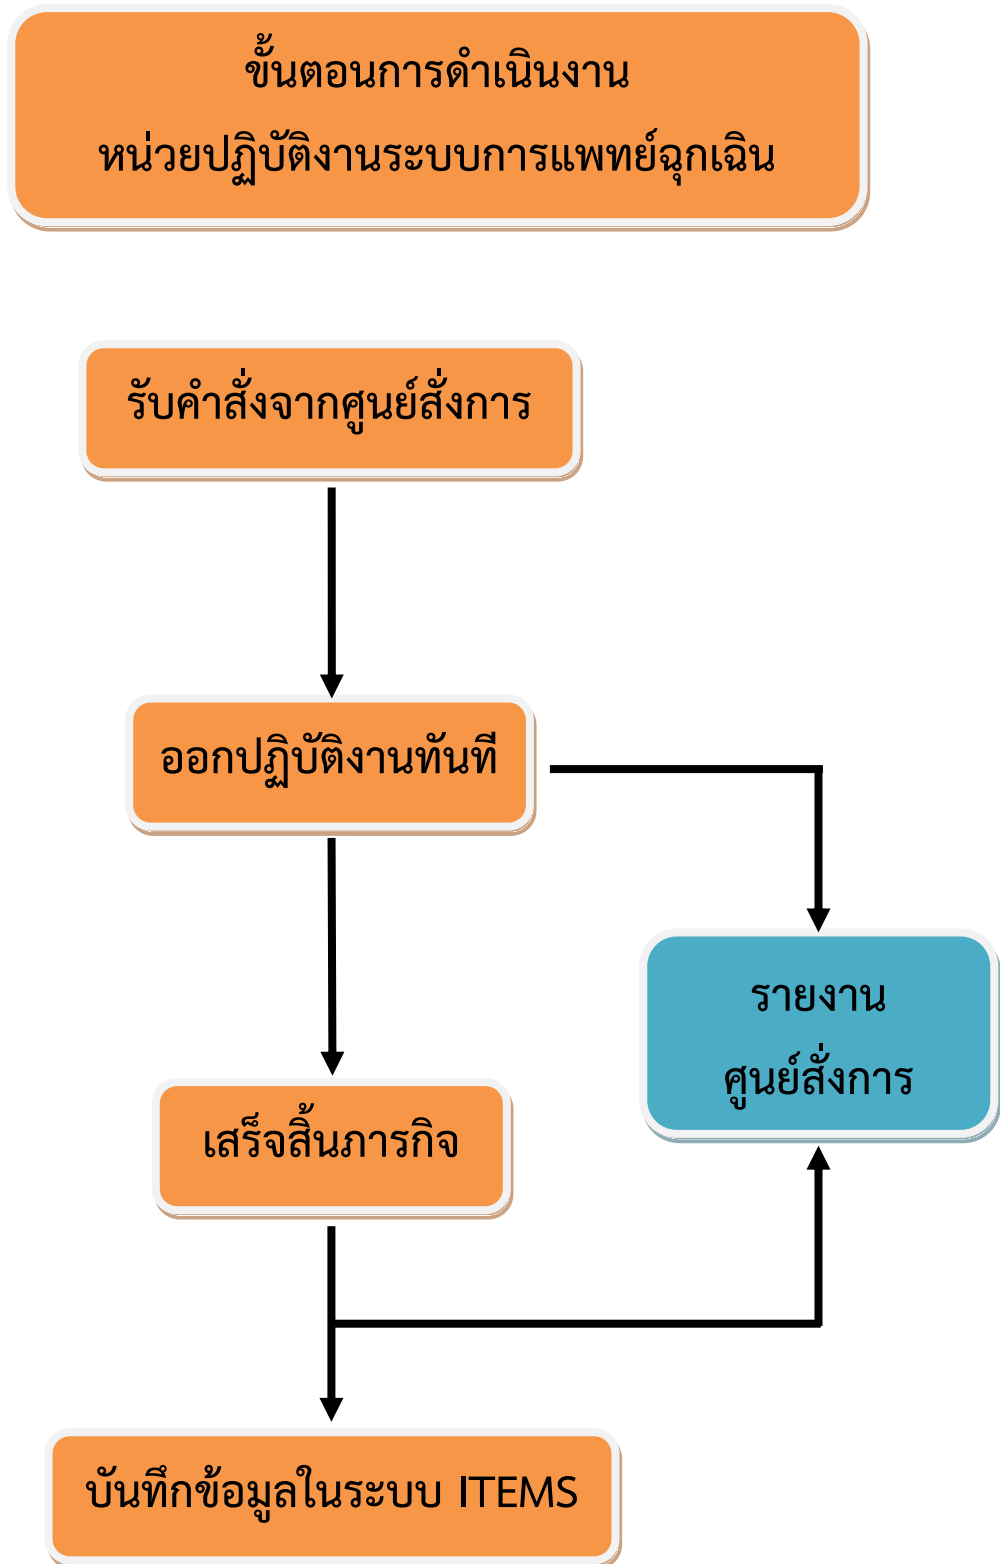 ขั้นตอนการดำเนินงาน
หน่วยปฏิบัติงานระบบการแพทย์ฉุกเฉิน
รับคำสั่งจากศูนย์สั่งการ
ออกปฏิบัติงานทันที
รายงาน
ศูนย์สั่งการ
เสร็จสิ้นภารกิจ
บันทึกข้อมูลในระบบ ITEMS